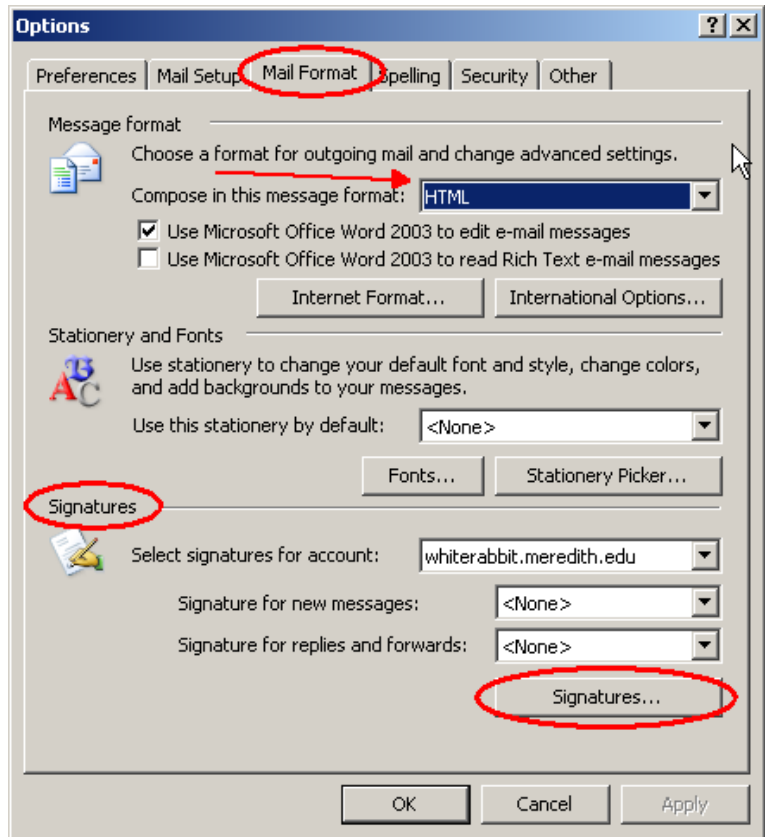 Options
Preferences
Mail Setup
Mail Format
Spelling
Security
Other
Message format
Choose a format for outgoing mail and change advanced settings.
Compose in this message format: HTML
Use Microsoft Office Word 2003 to edit e-mail messages
Use Microsoft Office Word 2003 to read Rich Text e-mail messages
Internet Format... International Options...
Stationery and Fonts
Use stationery to change your default font and style, change colors,
and add backgrounds to your messages.
Use this stationery by default: <None>
Fonts... Stationery Picker...
Signatures
Select signatures for account: whiterabbit.meredith.edu
Signature for new messages: <None>
Signature for replies and forwards: <None>
Signatures...
OK Cancel Apply